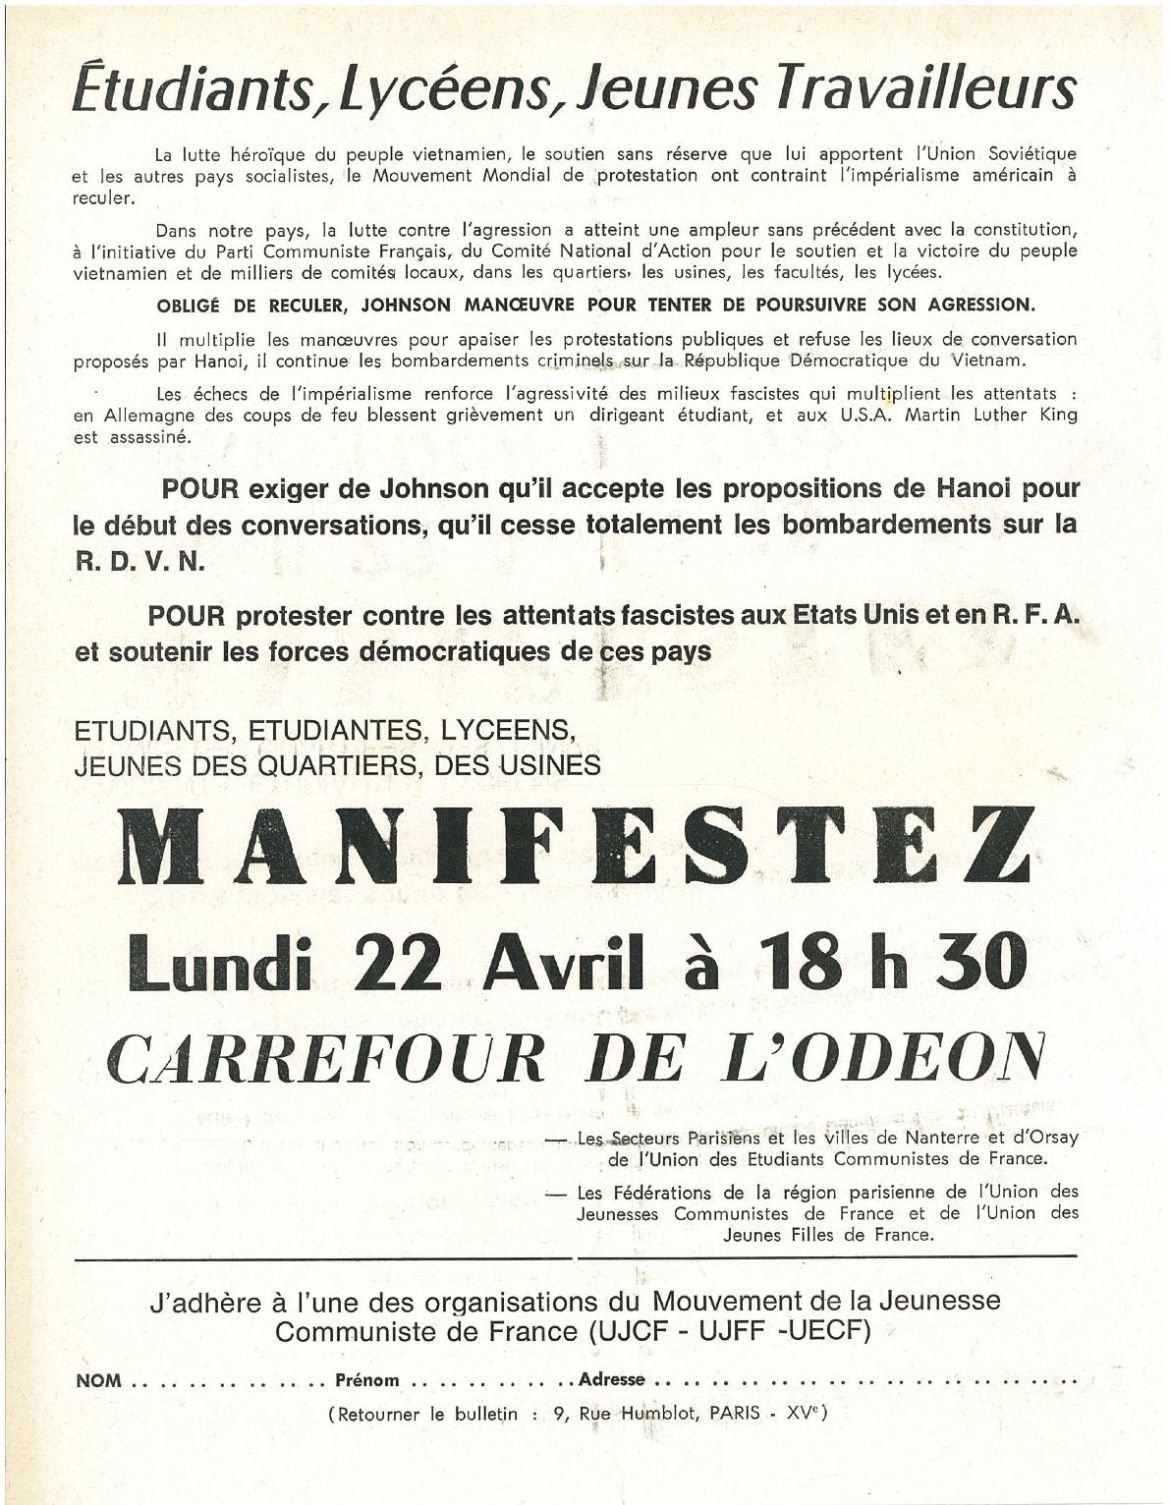 Étudiants, Lycéens, Jeunes Travailleurs
La lutte héroïque du peuple vietnamien, le soutien sans réserve que lui apportent l'Union Soviétique
et les autres pays socialistes, le Mouvement Mondial de protestation ont contraint l'impérialisme américain à
reculer.
Dans notre pays, la lutte contre l'agression a atteint une ampleur sans précédent avec la constitution,
à l'initiative du Parti Communiste Français, du Comité National d'Action pour le soutien et la victoire du peuple
vietnamien et de milliers de comités locaux, dans les quartiers, les usines, les facultés, les lycées.
OBLIGÉ DE RECULER, JOHNSON MANŒUVRE POUR TENTER DE POURSUIVRE SON AGRESSION.
Il multiplie les manœuvres pour apaiser les protestations publiques et refuse les lieux de conversation
proposés par Hanoi, il continue les bombardements criminels sur la République Démocratique du Vietnam.
Les échecs de l'impérialisme renforce l'agressivité des milieux fascistes qui multiplient les attentats :
en Allemagne des coups de feu blessent grièvement un dirigeant étudiant, et aux U.S.A. Martin Luther King
est assassiné.
POUR exiger de Johnson qu'il accepte les propositions de Hanoi pour
le début des conversations, qu'il cesse totalement les bombardements sur la
R. D. V. N.
POUR protester contre les attentats fascistes aux Etats Unis et en R. F. A.
et soutenir les forces démocratiques de ces pays
ETUDIANTS, ETUDIANTES, LYCEENS,
JEUNES DES QUARTIERS, DES USINES
MANIFESTEZ
Lundi 22 Avril à 18 h 30
CARREFOUR DE L'ODEON
— Les Secteurs Parisiens et les villes de Nanterre et d'Orsay
de l'Union des Etudiants Communistes de France.
— Les Fédérations de la région parisienne de l'Union des
Jeunesses Communistes de France et de l'Union des
Jeunes Filles de France.
J'adhère à l'une des organisations du Mouvement de la Jeunesse
Communiste de France (UJCF - UJFF -UECF)
NOM .. .. .. .. .. .. .. Prénom .. .. .. .. .. .. Adresse .. .. .. .. .. .. .. .. .. .. .. .. .. .. ..
(Retourner le bulletin : 9, Rue Humblot, PARIS - XVe)